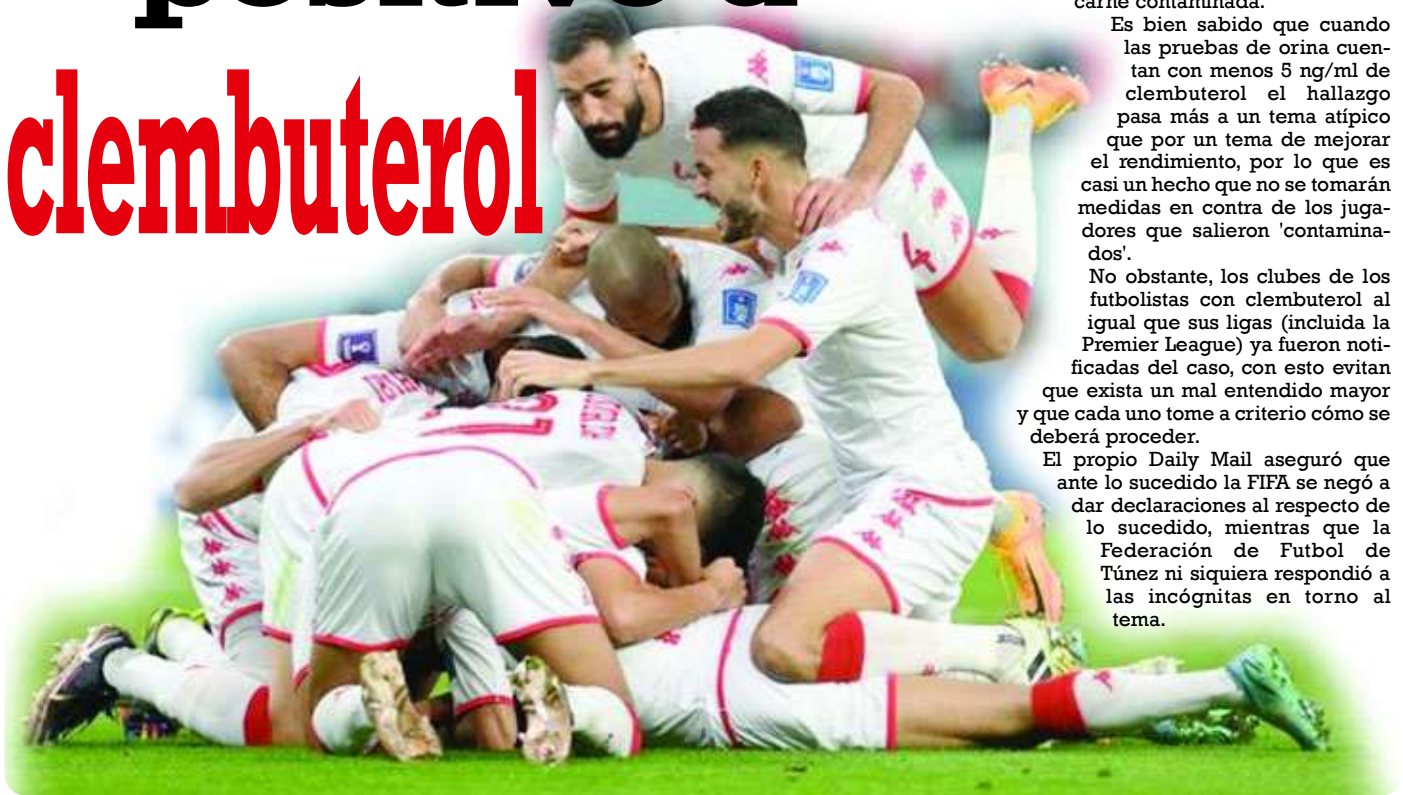 positivo a
clembuterol
carne contaminada.
Es bien sabido que cuando
las pruebas de orina cuen-
tan con menos 5 ng/ml de
clembuterol el hallazgo
pasa más a un tema atípico
que por un tema de mejorar
el rendimiento, por lo que es
casi un hecho que no se tomarán
medidas en contra de los juga-
dores que salieron 'contamina-
dos'.
No obstante, los clubes de los
futbolistas con clembuterol al
igual que sus ligas (incluida la
Premier League) ya fueron noti-
ficadas del caso, con esto evitan
que exista un mal entendido mayor
y que cada uno tome a criterio cómo se
deberá proceder.
El propio Daily Mail aseguró que
ante lo sucedido la FIFA se negó a
dar declaraciones al respecto de
lo sucedido, mientras que la
Federación de Futbol de
Túnez ni siquiera respondió a
las incógnitas en torno al
tema.
4